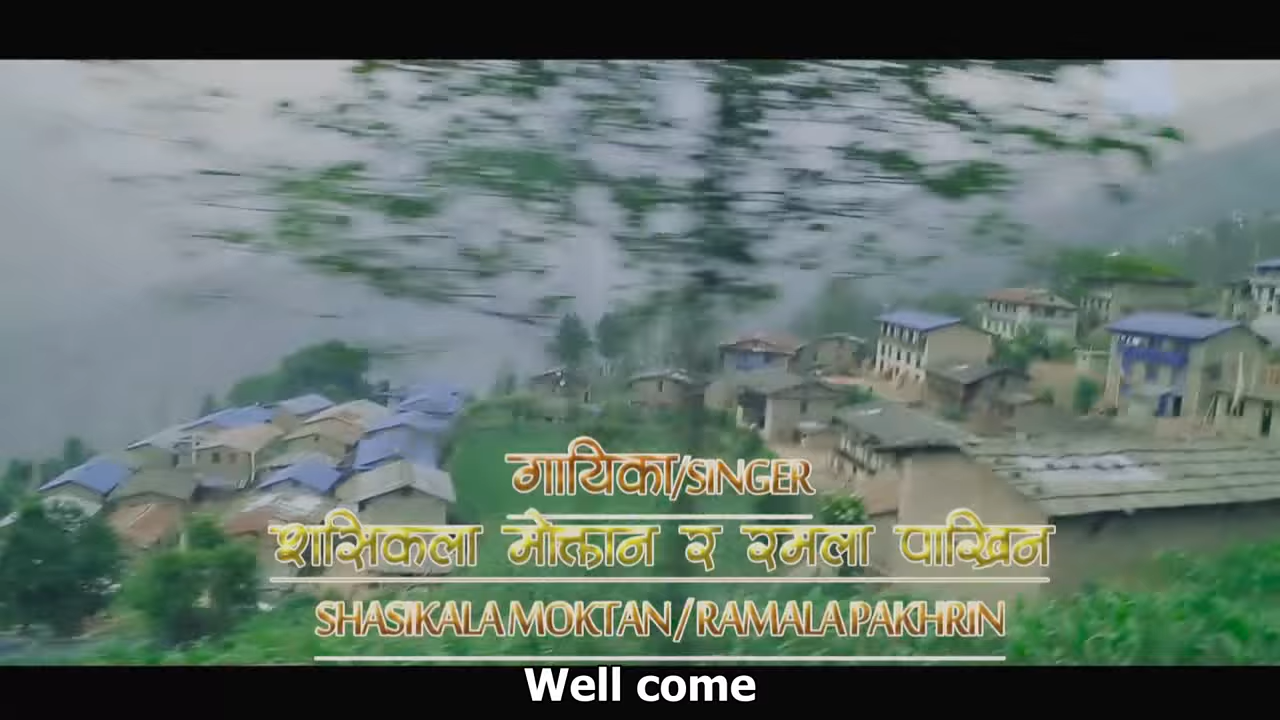 गायिका/SINGER
शसिकला मोक्तान र रमला पाख्रिन
SHASIKALA MOKTAN / RAMALA PAKHRIN
Well come